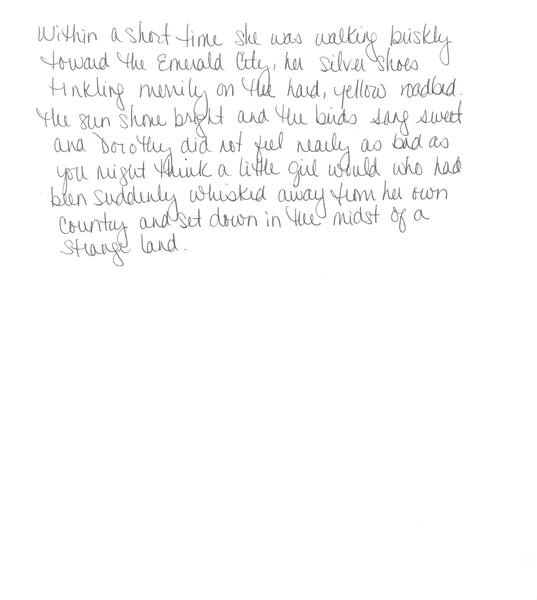 Within a short time she was walking briskly
toward the Emerald City, her silver shoes
tinkling merrily on the hard, yellow roadbed.
The sun shone bright and the birds sang sweet
and Dorothy did not feel nearly as bad as
you might think a little girl would who had
been suddenly whisked away from her own
country and set down in the midst of a
strange land.